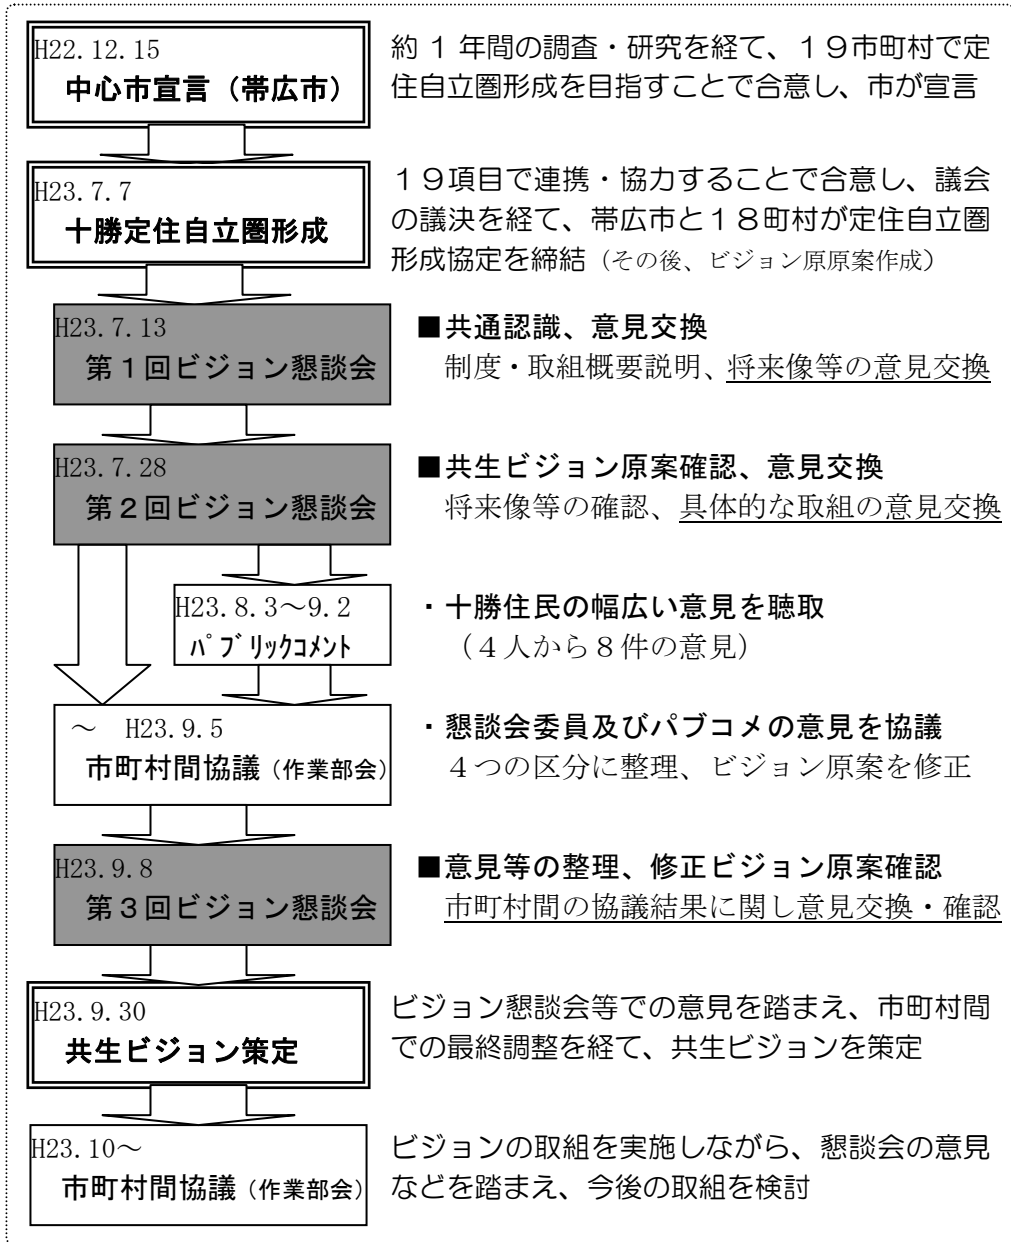 H22.12.15
中心市宣言（帯広市）
約１年間の調査・研究を経て、１９市町村で定
住自立圏形成を目指すことで合意し、市が宣言
H23.7.7
十勝定住自立圏形成
１９項目で連携・協力することで合意し、議会
の議決を経て、帯広市と１８町村が定住自立圏
形成協定を締結（その後、ビジョン原原案作成）
H23.7.13
第１回ビジョン懇談会
■共通認識、意見交換
制度・取組概要説明、将来像等の意見交換
H23.7.28
第２回ビジョン懇談会
■共生ビジョン原案確認、意見交換
将来像等の確認、具体的な取組の意見交換
H23.8.3～9.2
ﾊﾟﾌﾞﾘｯｸｺﾒﾝﾄ
・十勝住民の幅広い意見を聴取
（４人から８件の意見）
～　H23.9.5
市町村間協議（作業部会）
・懇談会委員及びパブコメの意見を協議
４つの区分に整理、ビジョン原案を修正
H23.9.8
第３回ビジョン懇談会
■意見等の整理、修正ビジョン原案確認
市町村間の協議結果に関し意見交換・確認
H23.9.30
共生ビジョン策定
ビジョン懇談会等での意見を踏まえ、市町村間
での最終調整を経て、共生ビジョンを策定
H23.10～
市町村間協議（作業部会）
ビジョンの取組を実施しながら、懇談会の意見
などを踏まえ、今後の取組を検討